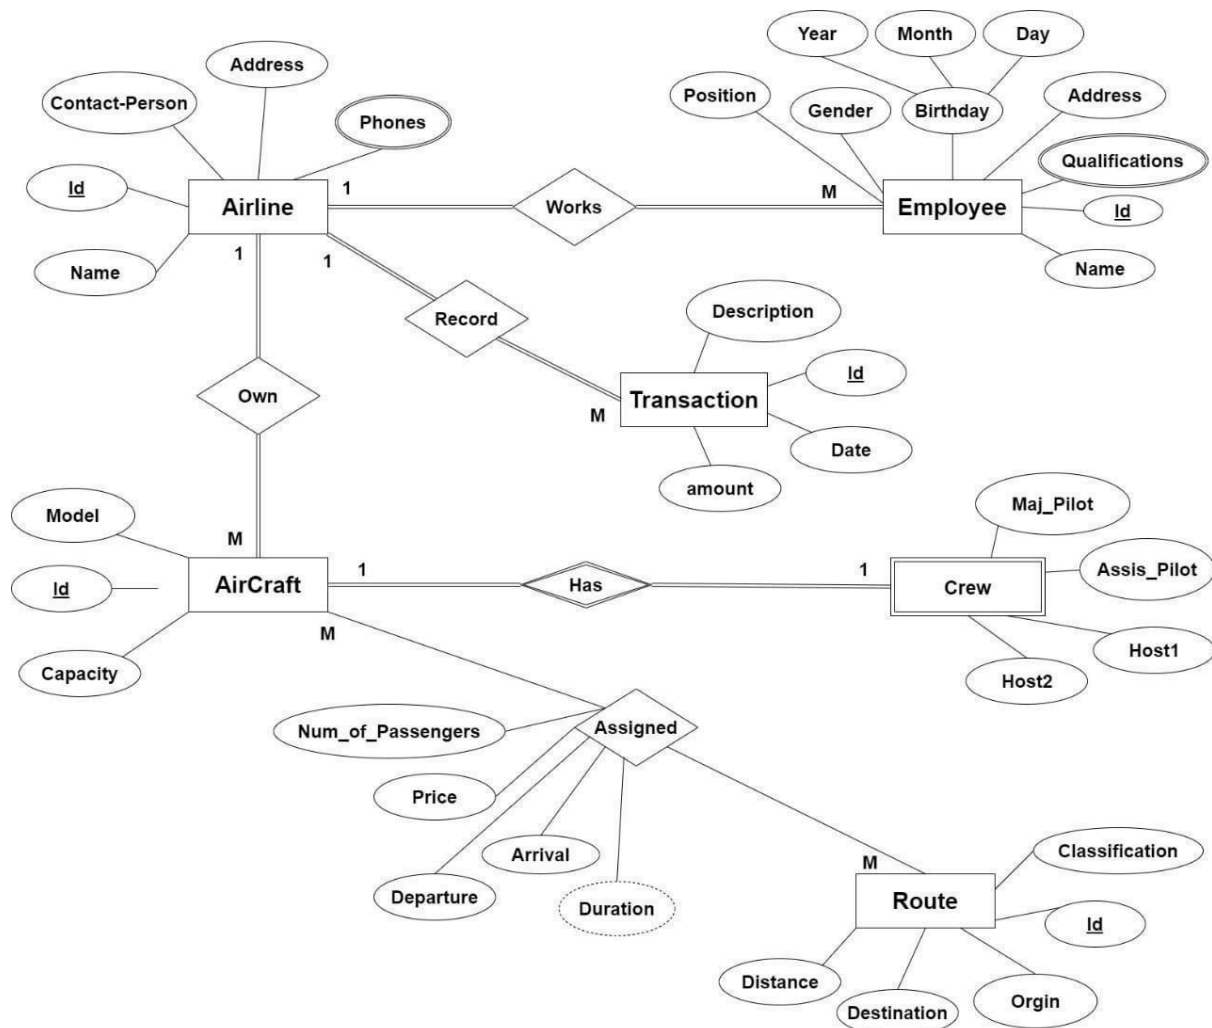 Year
Month
Day
Address
Contact-Person
Position
Gender
Birthday
Address
Phones
Qualifications
Id
1
Airline
Works
M
Employee
Id
Name
1
1
Name
Record
Description
Id
Own
Transaction
M
Date
amount
Model
M
Maj_Pilot
Id
AirCraft
1
Has
1
Crew
Assis_Pilot
M
Capacity
Host1
Host2
Num_of_Passengers
Assigned
Price
Arrival
Departure
Duration
M
Classification
Route
Id
Distance
Destination
Orgin